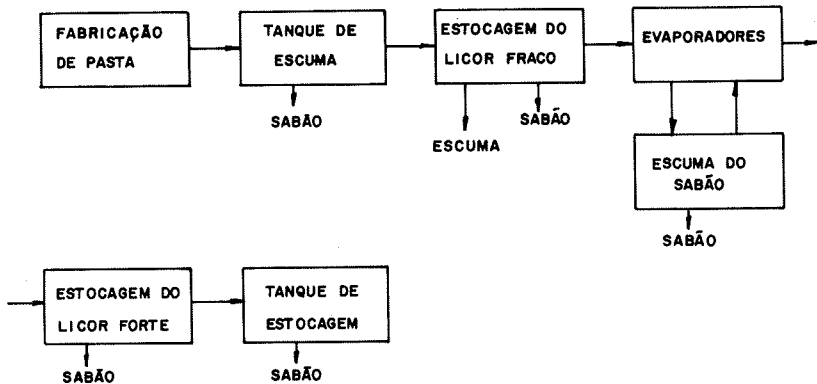 FABRICAÇÃO
DE PASTA
TANQUE DE
ESCUMA
ESTOCAGEM DO
LICOR FRACO
EVAPORADORES
SABÃO
ESCUMA
SABÃO
ESCUMA DO
SABÃO
SABÃO
ESTOCAGEM DO
LICOR FORTE
TANQUE DE
ESTOCAGEM
SABÃO
SABÃO